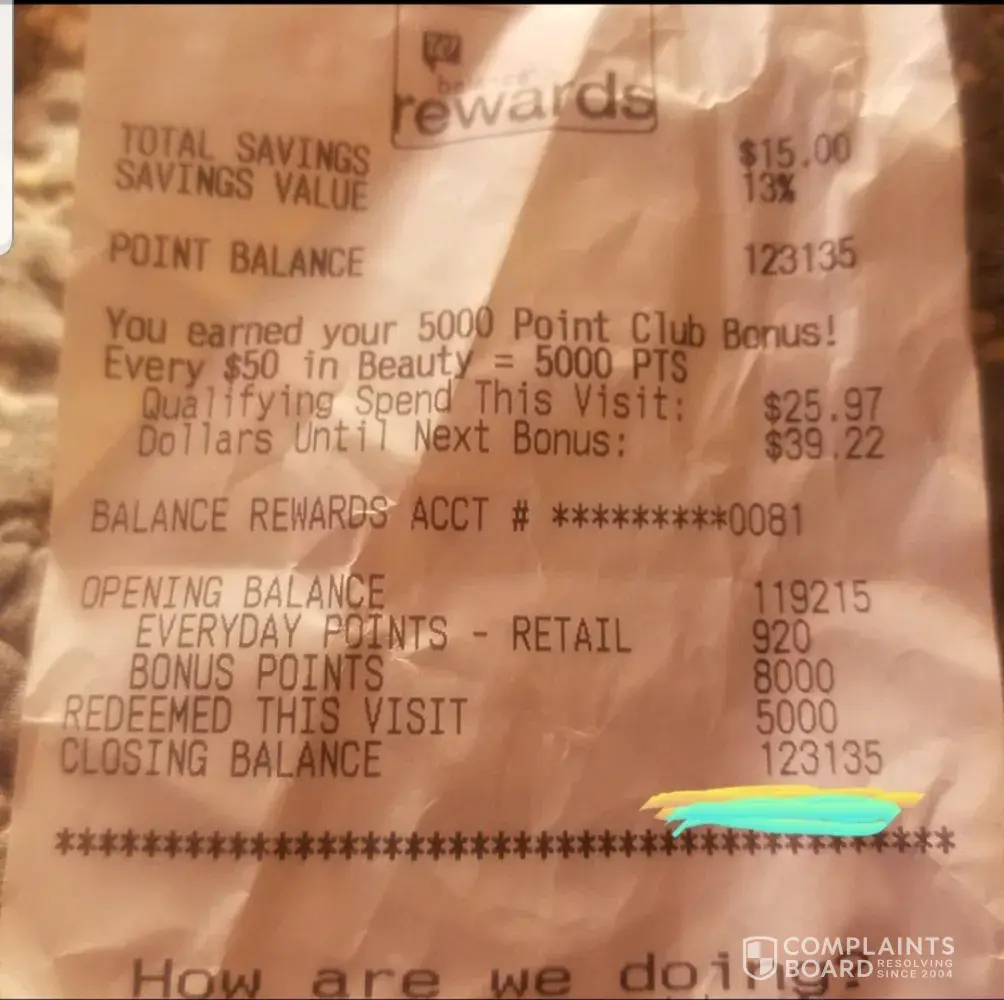 rewards
TOTAL SAVINGS $15.00
SAVINGS VALUE 13%
POINT BALANCE 123135
You earned your 5000 Point Club Bonus!
Every $50 in Beauty = 5000 PTS
Qualifying Spend This Visit: $25.97
Dollars Until Next Bonus: $39.22
BALANCE REWARDS ACCT # *********0081
OPENING BALANCE 119215
EVERYDAY POINTS - RETAIL 920
BONUS POINTS 8000
REDEEMED THIS VISIT 5000
CLOSING BALANCE 123135
******************************************
How are we doing?
COMPLAINTS
BOARD RESOLVING SINCE 2004